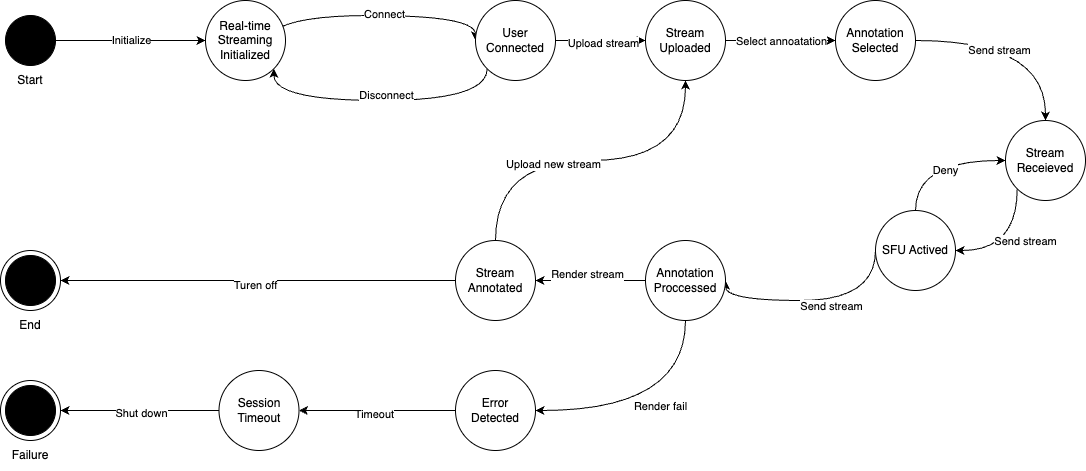 Initialize
Start
Real-time
Streaming
Initialized
Connect
Disconnect
User
Connected
Upload stream
Stream
Uploaded
Select annoatation
Annotation
Selected
Send stream
Stream
Receieved
Deny
Send stream
SFU Actived
Send stream
Upload new stream
Annotation
Proccessed
Render stream
Stream
Annotated
Turen off
End
Render fail
Error
Detected
Timeout
Session
Timeout
Shut down
Failure